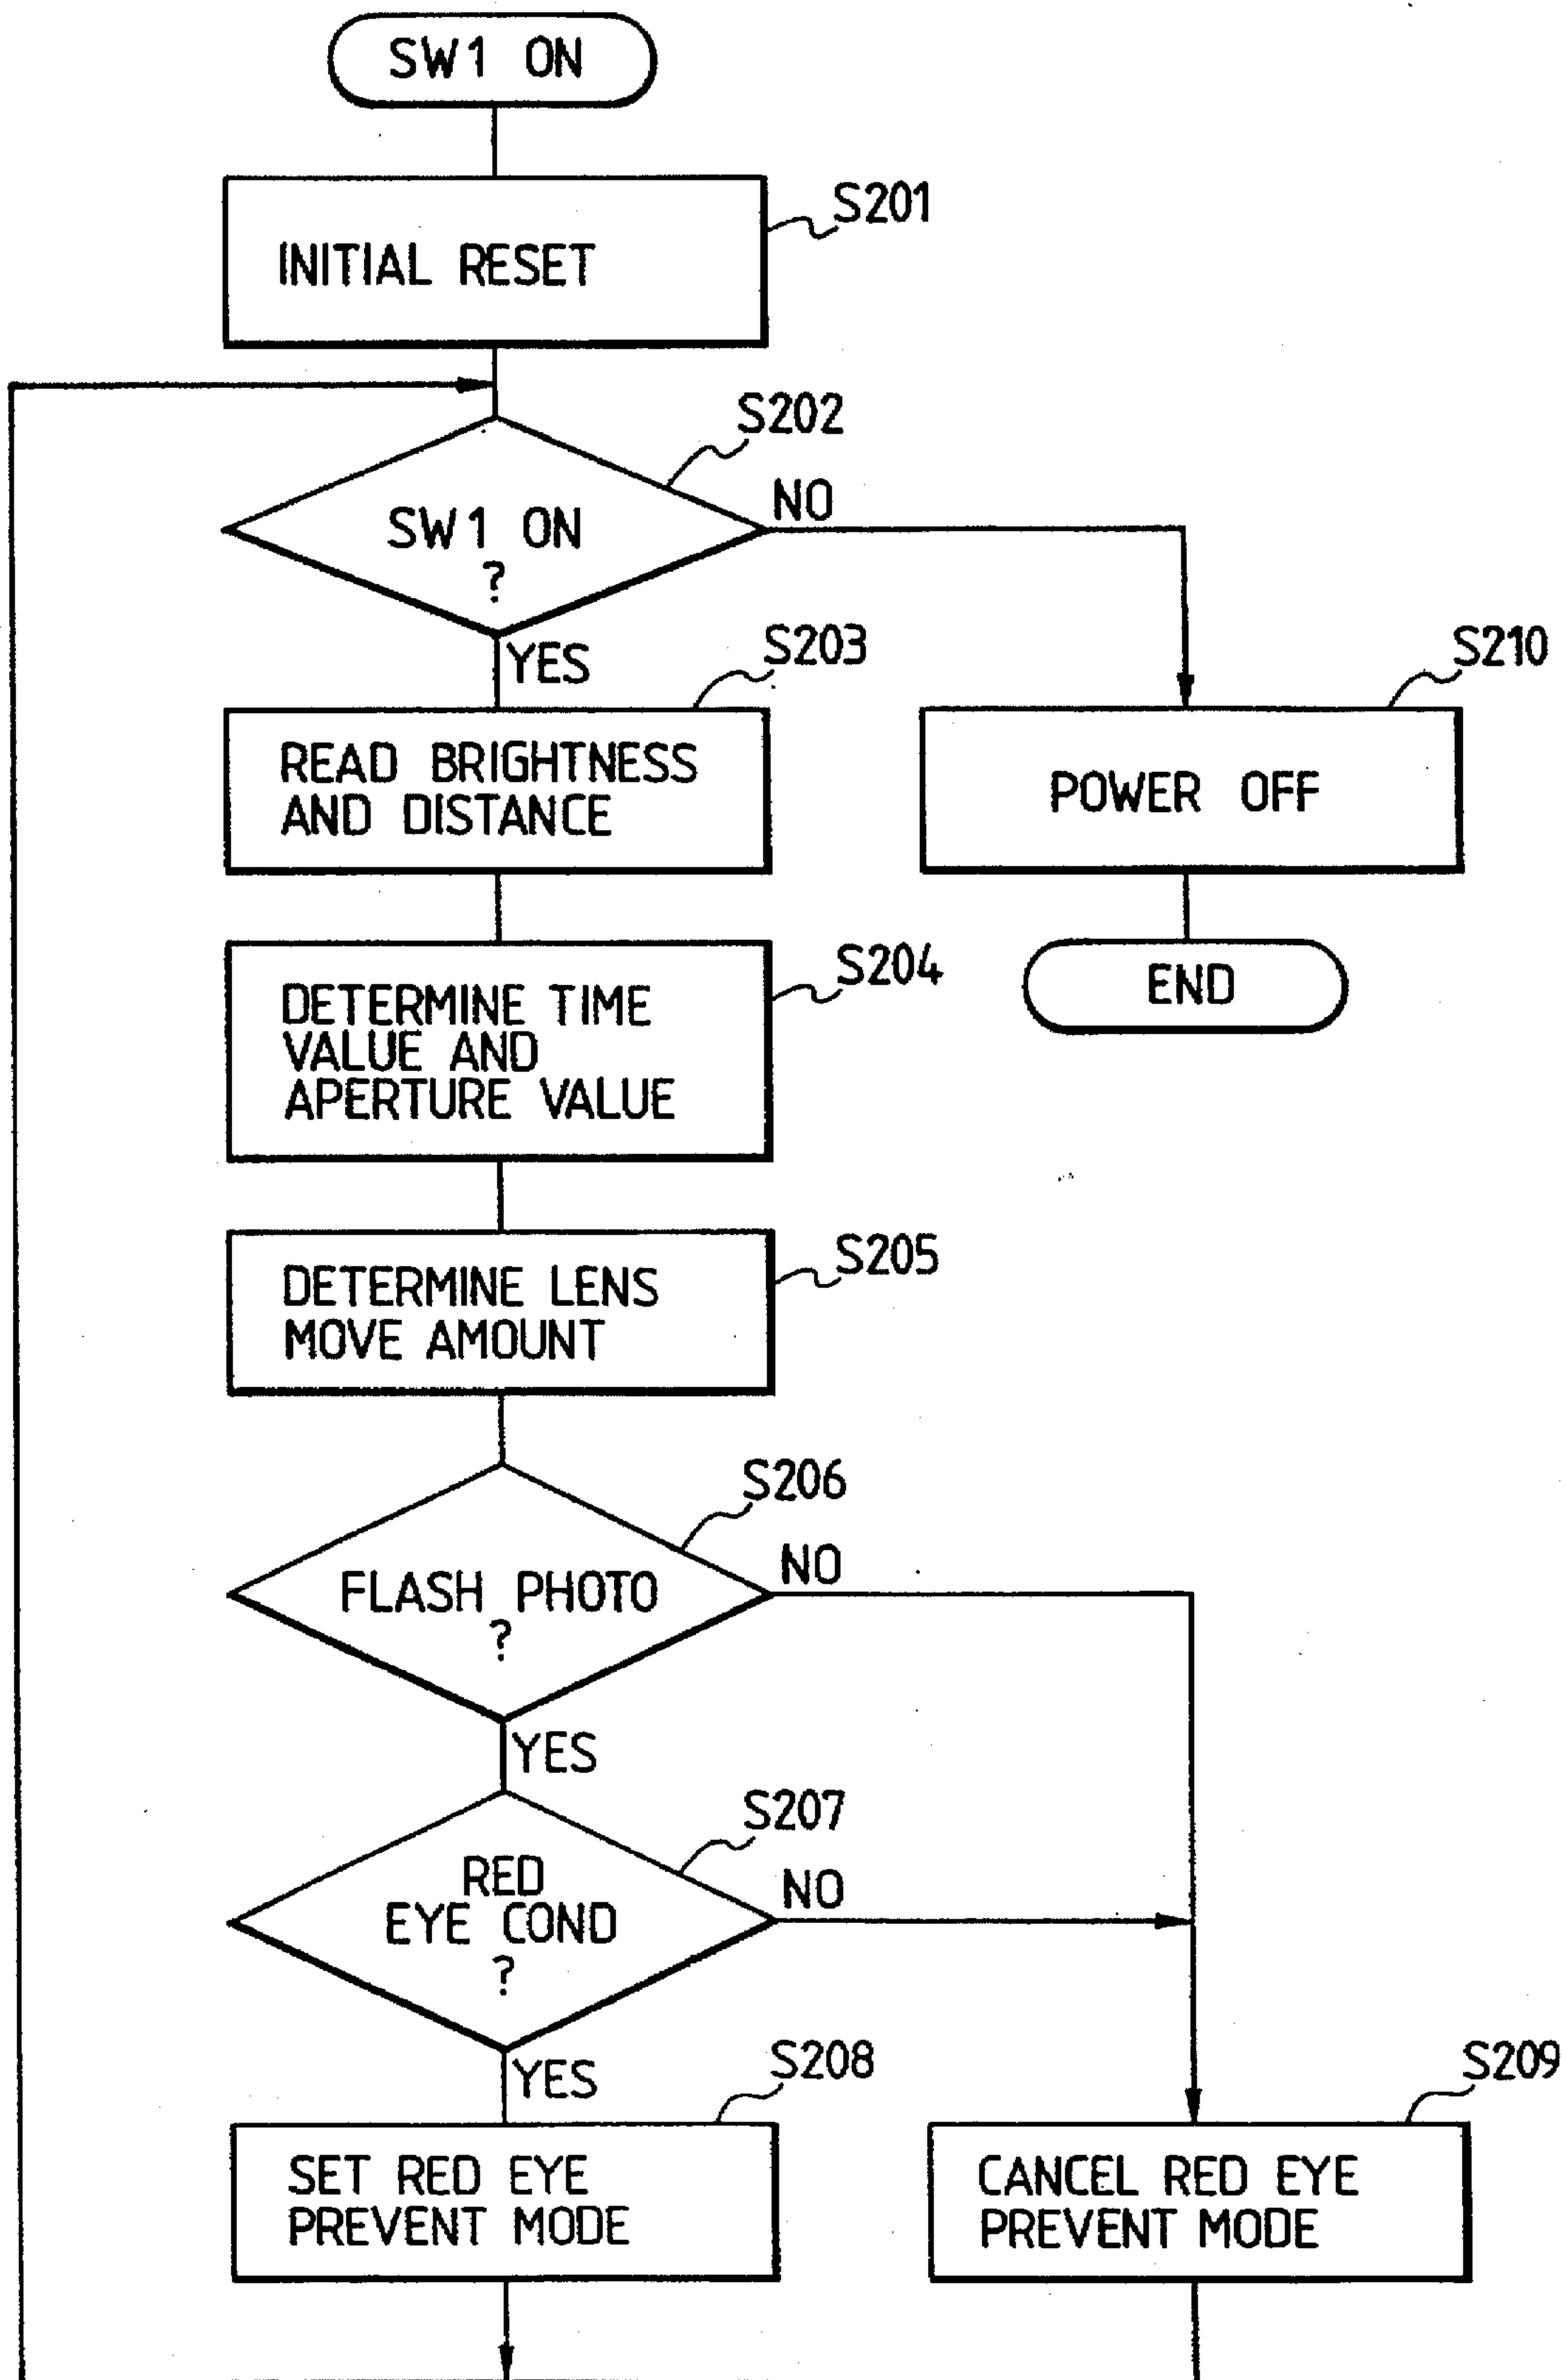 SW1 ON
INITIAL RESET
S201
S202
SW1 ON
?
NO
YES
S203
READ BRIGHTNESS
AND DISTANCE
S210
POWER OFF
END
S204
DETERMINE TIME
VALUE AND
APERTURE VALUE
S205
DETERMINE LENS
MOVE AMOUNT
S206
FLASH PHOTO
?
NO
YES
S207
RED
EYE COND
?
NO
YES
S208
SET RED EYE
PREVENT MODE
S209
CANCEL RED EYE
PREVENT MODE